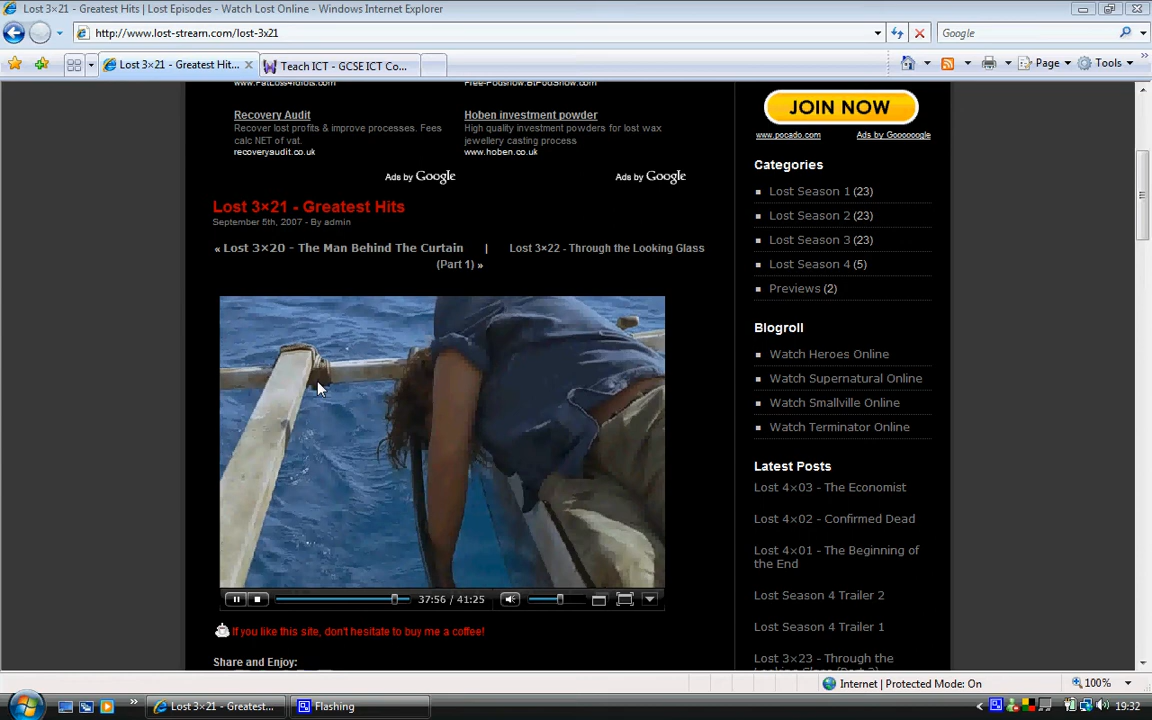 Lost 3×21 - Greatest Hits | Lost Episodes - Watch Lost Online - Windows Internet Explorer
http://www.lost-stream.com/lost-3x21
Google
Lost 3×21 - Greatest Hit...
Teach ICT - GCSE ICT Co...
Page
Tools
www.FatLoss4Idiots.com
Recovery Audit
Recover lost profits & improve processes. Fees
calc NET of vat.
recoveryaudit.co.uk
Hoben investment powder
High quality investment powders for lost wax
jewellery casting process
www.hoben.co.uk
Ads by Google
Ads by Google
Lost 3×21 - Greatest Hits
September 5th, 2007 - By admin
« Lost 3×20 - The Man Behind The Curtain | Lost 3×22 - Through the Looking Glass
(Part 1) »
37:56 / 41:25
If you like this site, don't hesitate to buy me a coffee!
Share and Enjoy:
JOIN NOW
www.pocado.com
Ads by Goooooogle
Categories
Lost Season 1 (23)
Lost Season 2 (23)
Lost Season 3 (23)
Lost Season 4 (5)
Previews (2)
Blogroll
Watch Heroes Online
Watch Supernatural Online
Watch Smallville Online
Watch Terminator Online
Latest Posts
Lost 4×03 - The Economist
Lost 4×02 - Confirmed Dead
Lost 4×01 - The Beginning of
the End
Lost Season 4 Trailer 2
Lost Season 4 Trailer 1
Lost 3×23 - Through the
Looking Glass (Part 2)
Internet | Protected Mode: On
100%
Lost 3×21 - Greatest...
Flashing
19:32